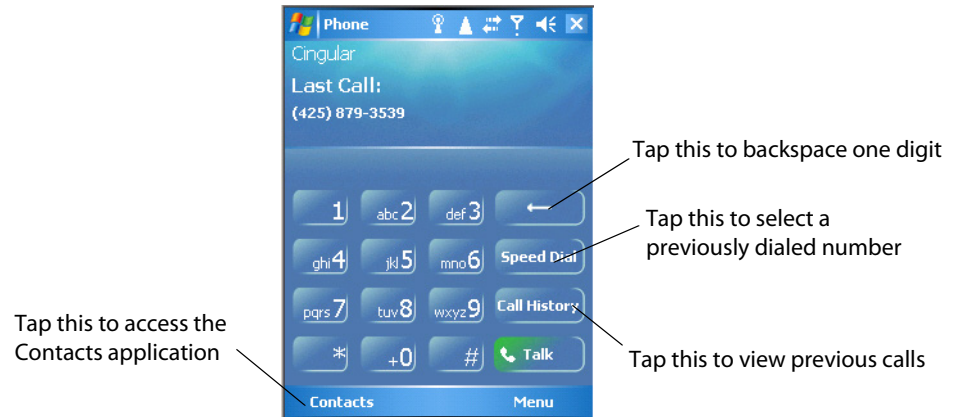 Phone
Cingular
Last Call:
(425) 879-3539
Tap this to backspace one digit
1 abc2 def3 ←
Tap this to select a
previously dialed number
ghi4 jkl5 mno6 Speed Dial
pqrs7 tuv8 wxyz9 Call History
Tap this to access the
Contacts application
* +0 # Talk
Tap this to view previous calls
Contacts Menu